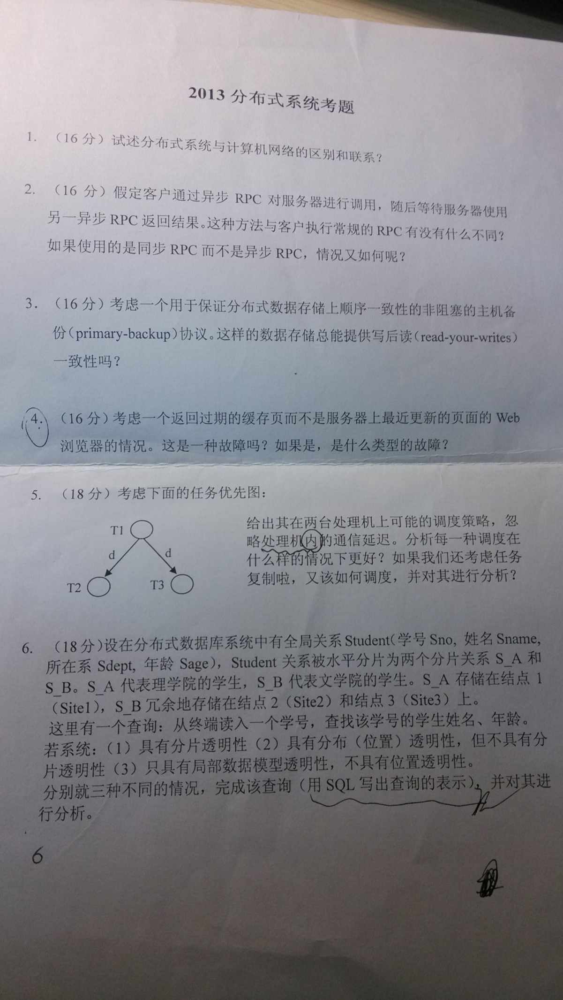 2013 分布式系统考题
1. （16 分）试述分布式系统与计算机网络的区别和联系？
2. （16 分）假定客户通过异步 RPC 对服务器进行调用，随后等待服务器使用
另一异步 RPC 返回结果。这种方法与客户执行常规的 RPC 有没有什么不同？
如果使用的是同步 RPC 而不是异步 RPC，情况又如何呢？
3. （16 分）考虑一个用于保证分布式数据存储上顺序一致性的非阻塞的主机备
份（primary-backup）协议。这样的数据存储总能提供写后读（read-your-writes）
一致性吗？
4. （16 分）考虑一个返回过期的缓存页而不是服务器上最近更新的页面的 Web
浏览器的情况。这是一种故障吗？如果是，是什么类型的故障？
5. （18 分）考虑下面的任务优先图：
T1
d d
T2 T3
给出其在两台处理机上可能的调度策略，忽
略处理机内的通信延迟。分析每一种调度在
什么样的情况下更好？如果我们还考虑任务
复制啦，又该如何调度，并对其进行分析？
6. （18 分）设在分布式数据库系统中有全局关系 Student（学号 Sno, 姓名 Sname,
所在系 Sdept, 年龄 Sage），Student 关系被水平分片为两个分片关系 S_A 和
S_B。S_A 代表理学院的学生，S_B 代表文学院的学生。S_A 存储在结点 1
（Site1），S_B 冗余地存储在结点 2（Site2）和结点 3（Site3）上。
这里有一个查询：从终端读入一个学号，查找该学号的学生姓名、年龄。
若系统：（1）具有分片透明性（2）具有分布（位置）透明性，但不具有分
片透明性（3）只具有局部数据模型透明性，不具有位置透明性。
分别就三种不同的情况，完成该查询（用 SQL 写出查询的表示），并对其进
行分析。
6